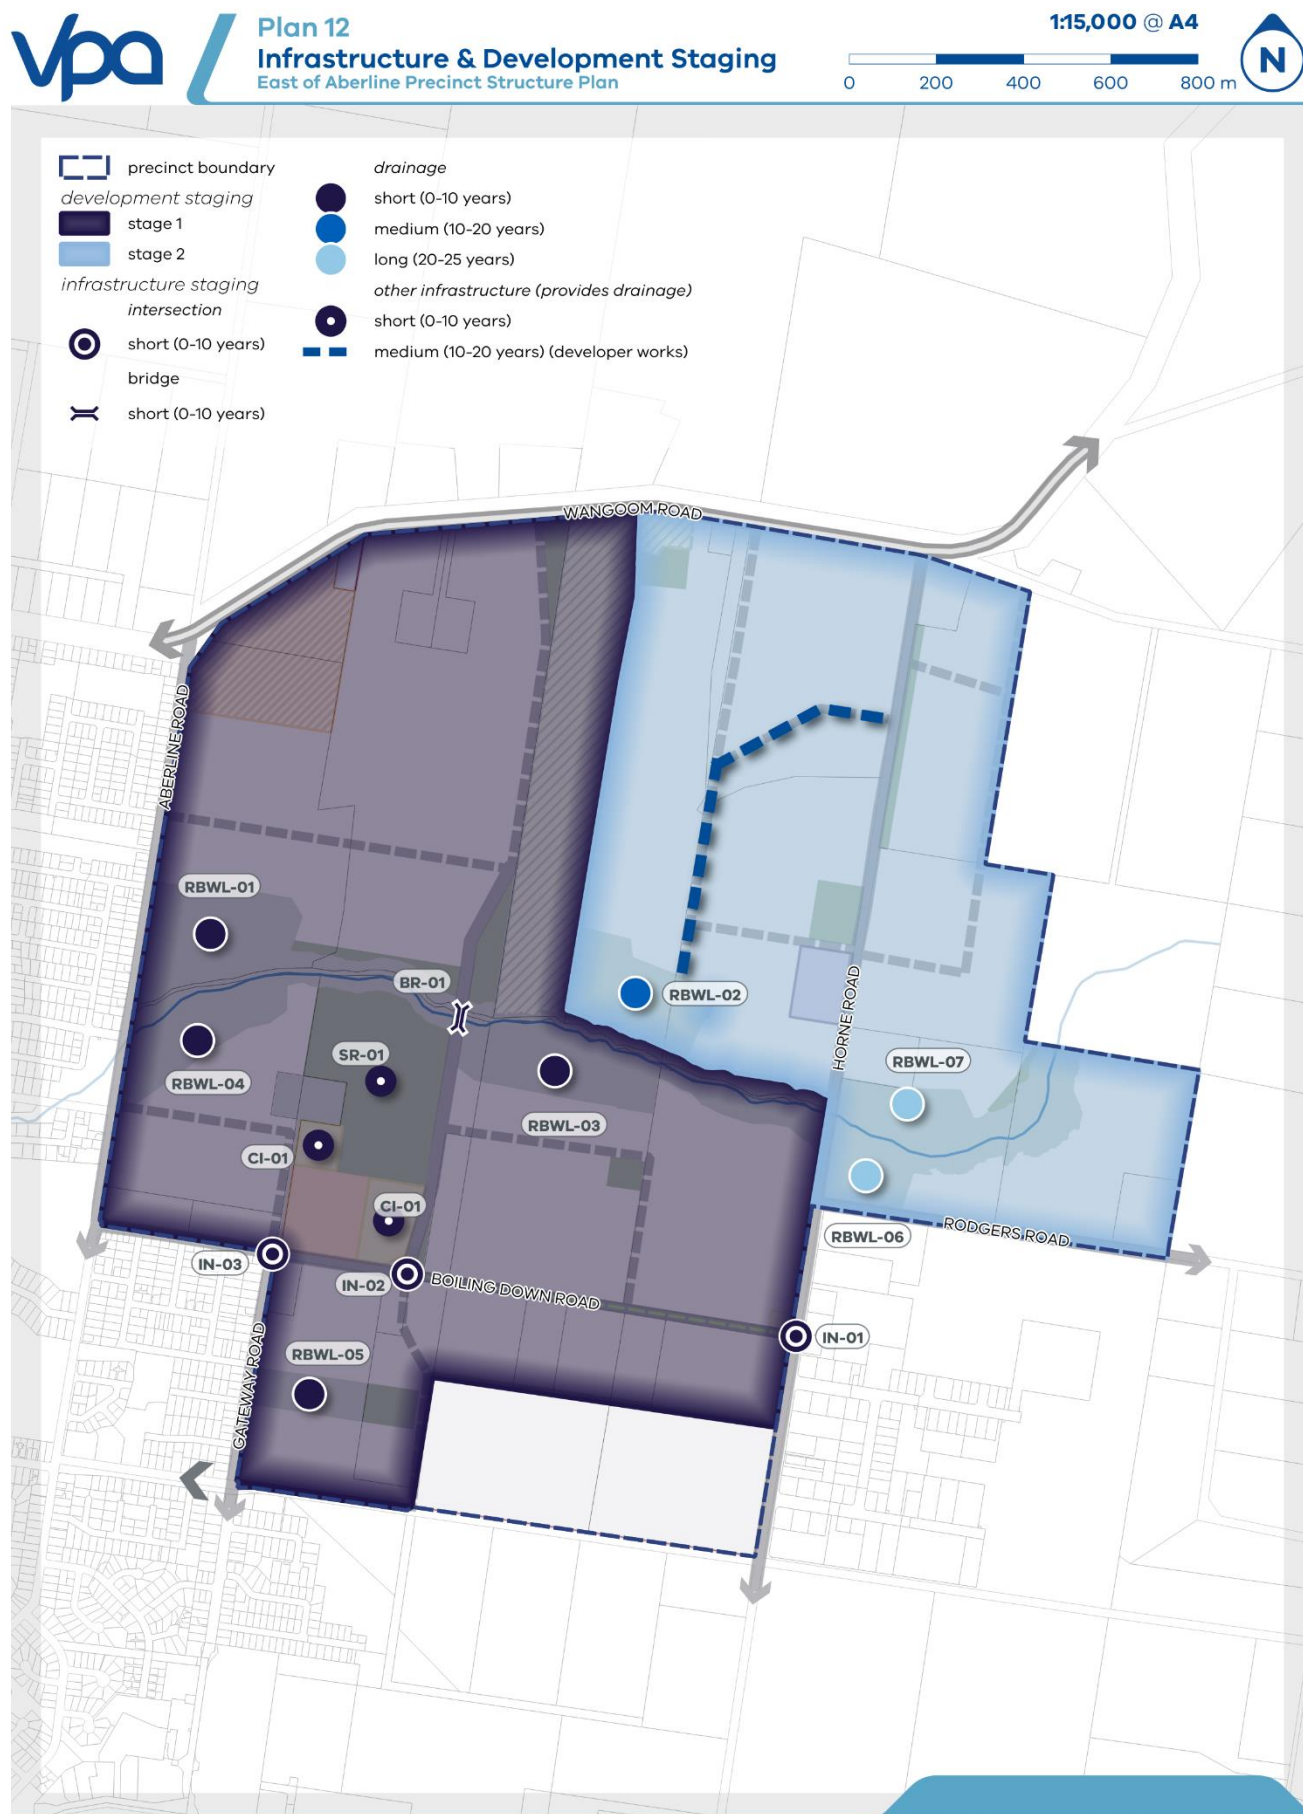 vpa
Plan 12
Infrastructure & Development Staging
East of Aberline Precinct Structure Plan
1:15,000 @ A4
0 200 400 600 800 m
N
precinct boundary
development staging
stage 1
stage 2
infrastructure staging
intersection
short (0-10 years)
bridge
short (0-10 years)
drainage
short (0-10 years)
medium (10-20 years)
long (20-25 years)
other infrastructure (provides drainage)
short (0-10 years)
medium (10-20 years) (developer works)
WANGOOM ROAD
ABERLINE ROAD
RBWL-01
BR-01
RBWL-02
HORNE ROAD
SR-01
RBWL-04
RBWL-07
RBWL-03
CI-01
CI-01
RBWL-06
RODGERS ROAD
IN-03
IN-02
BOILING DOWN ROAD
IN-01
RBWL-05
GATEWAY ROAD